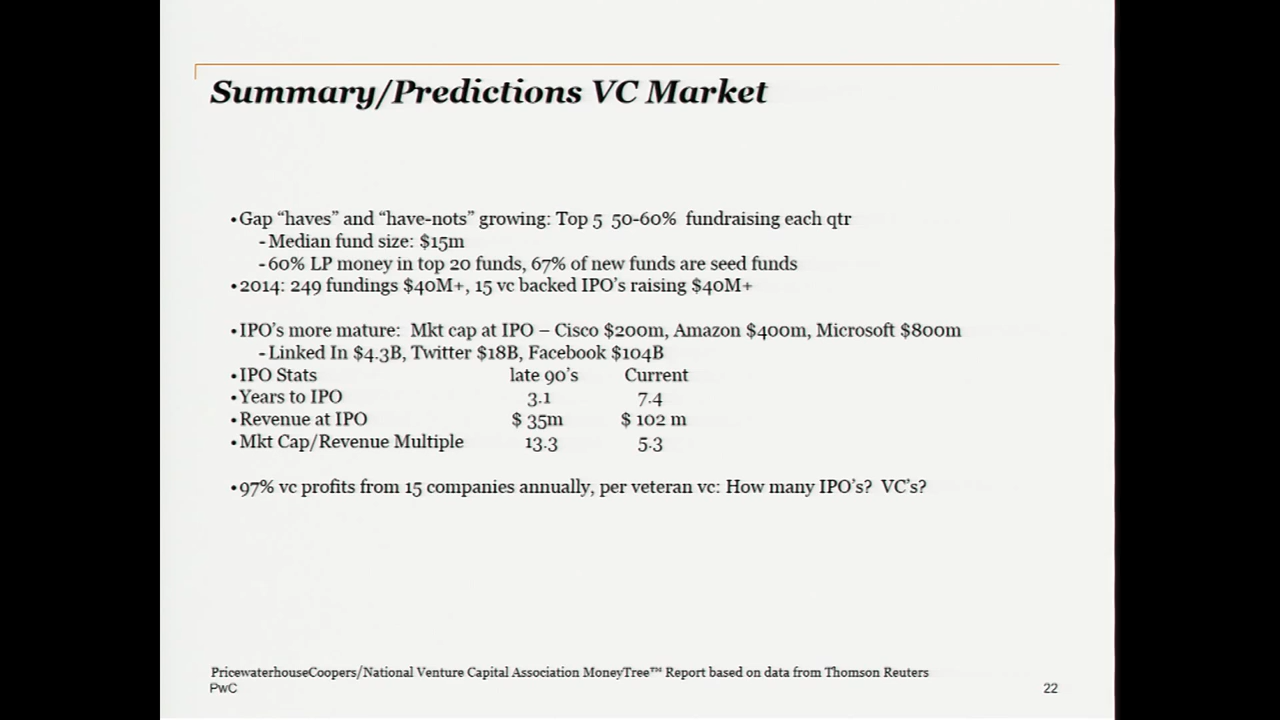 Summary/Predictions VC Market
•Gap “haves” and “have-nots” growing: Top 5 50-60% fundraising each qtr
-Median fund size: $15m
-60% LP money in top 20 funds, 67% of new funds are seed funds
•2014: 249 fundings $40M+, 15 vc backed IPO’s raising $40M+
•IPO’s more mature: Mkt cap at IPO – Cisco $200m, Amazon $400m, Microsoft $800m
-Linked In $4.3B, Twitter $18B, Facebook $104B
•IPO Stats late 90’s Current
•Years to IPO 3.1 7.4
•Revenue at IPO $ 35m $ 102 m
•Mkt Cap/Revenue Multiple 13.3 5.3
•97% vc profits from 15 companies annually, per veteran vc: How many IPO’s? VC’s?
PricewaterhouseCoopers/National Venture Capital Association MoneyTree™ Report based on data from Thomson Reuters
PwC 22